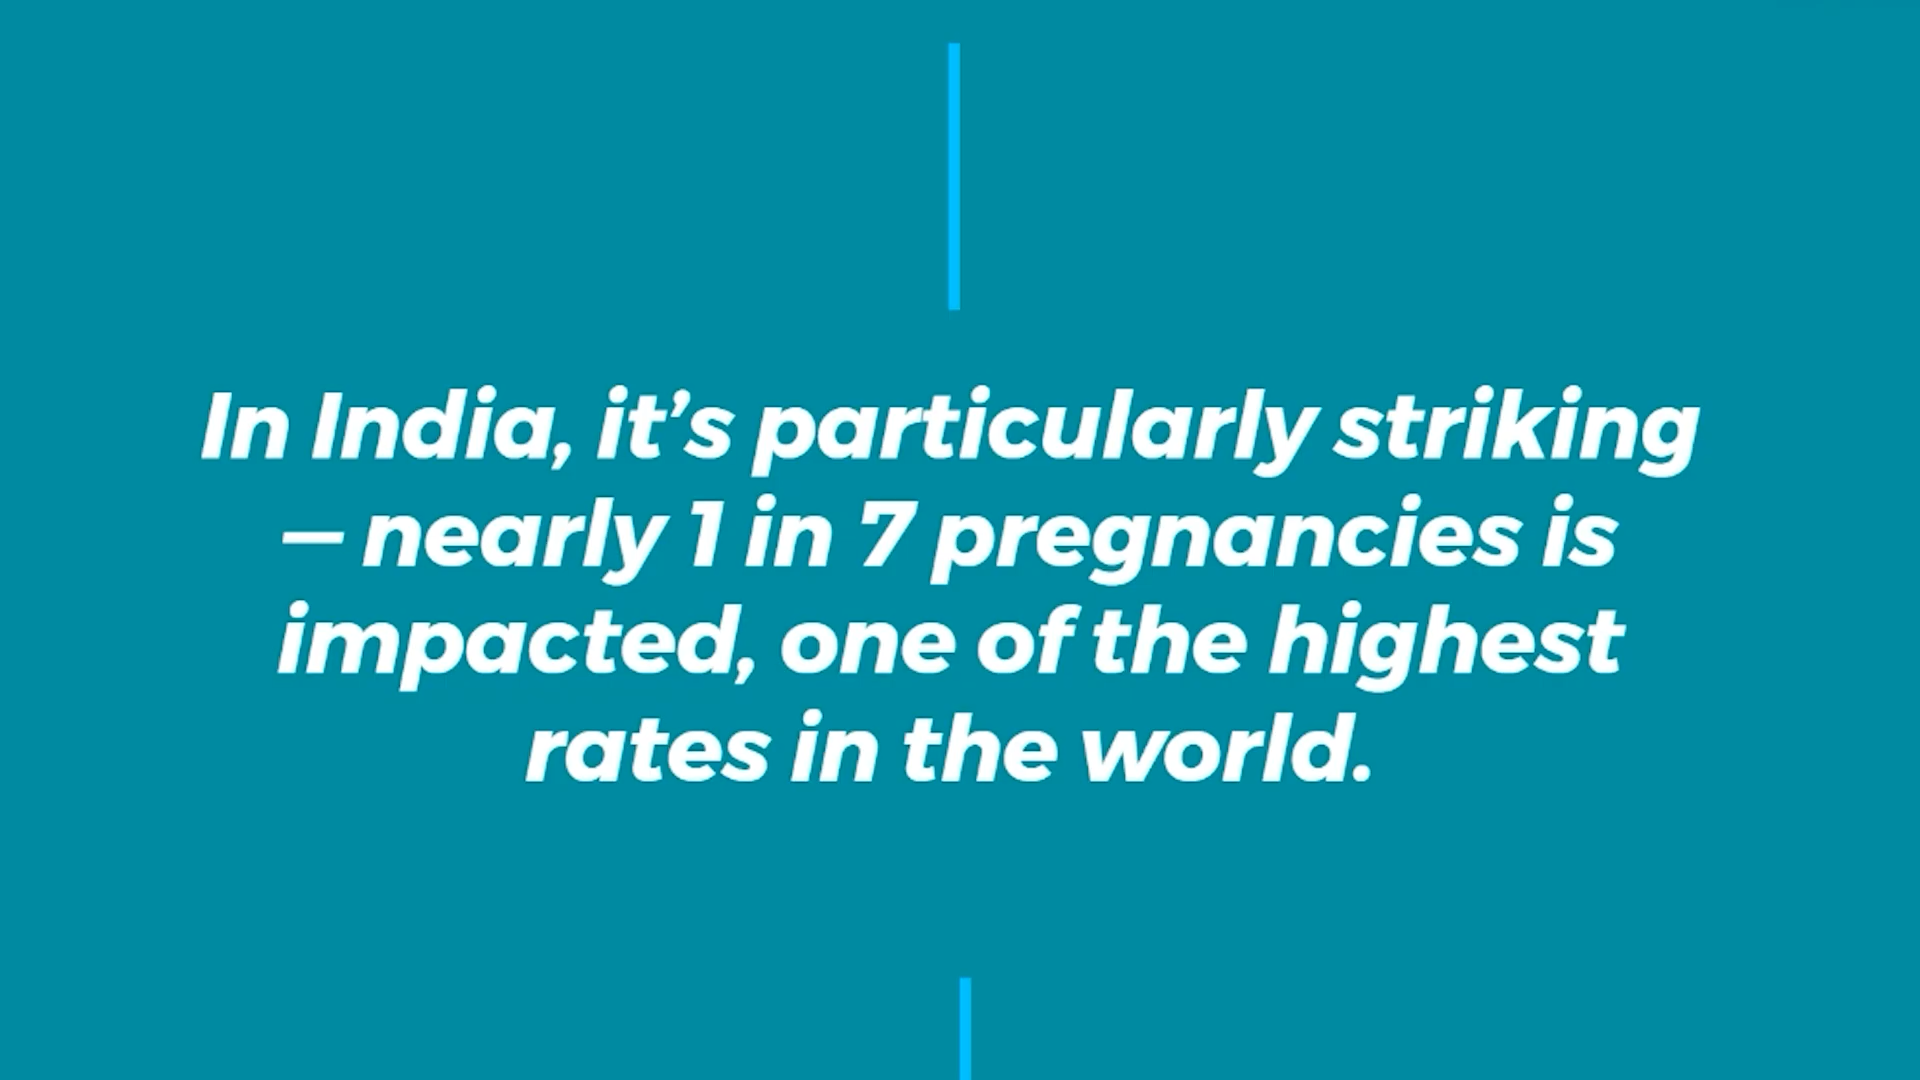 In India, it’s particularly striking
— nearly 1 in 7 pregnancies is
impacted, one of the highest
rates in the world.